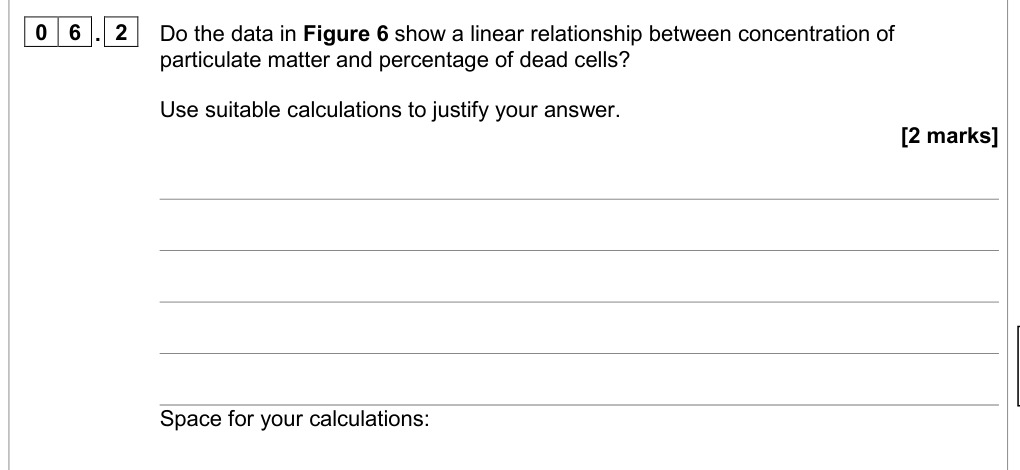 0 6 . 2 Do the data in Figure 6 show a linear relationship between concentration of
particulate matter and percentage of dead cells?
Use suitable calculations to justify your answer.
[2 marks]
Space for your calculations: